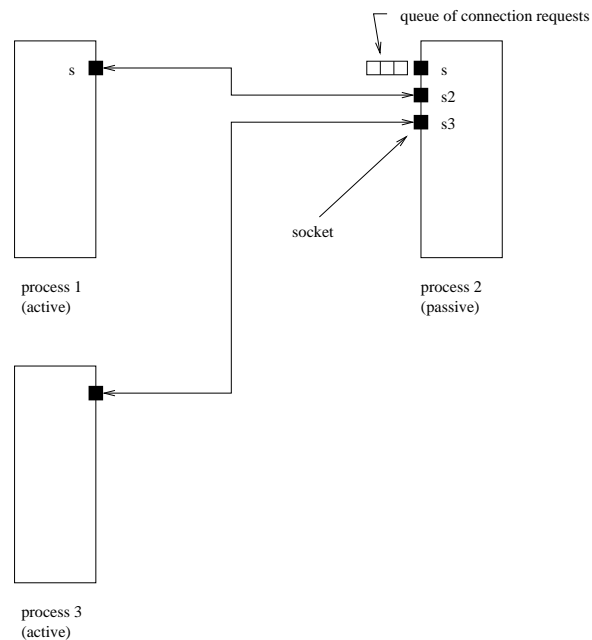 queue of connection requests
s
s
s2
s3
socket
process 1
(active)
process 2
(passive)
process 3
(active)